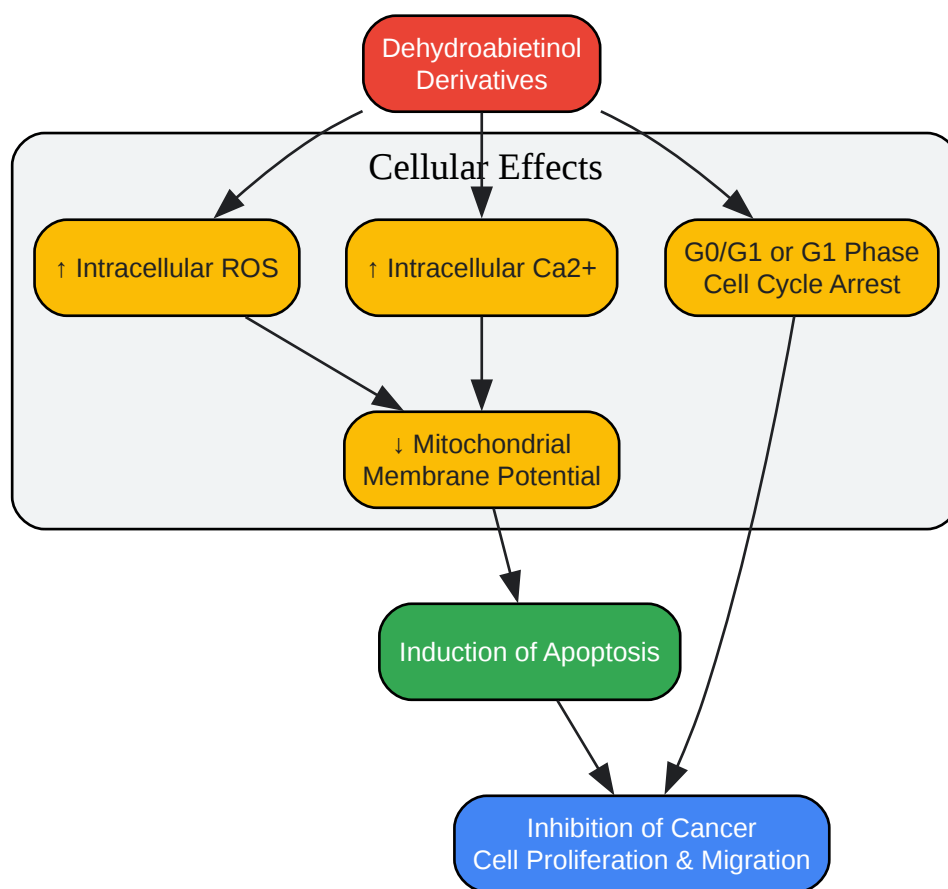 Dehydroabietinol
Derivatives
Cellular Effects
↑ Intracellular ROS
↑ Intracellular Ca2+
G0/G1 or G1 Phase
Cell Cycle Arrest
↓ Mitochondrial
Membrane Potential
Induction of Apoptosis
Inhibition of Cancer
Cell Proliferation & Migration